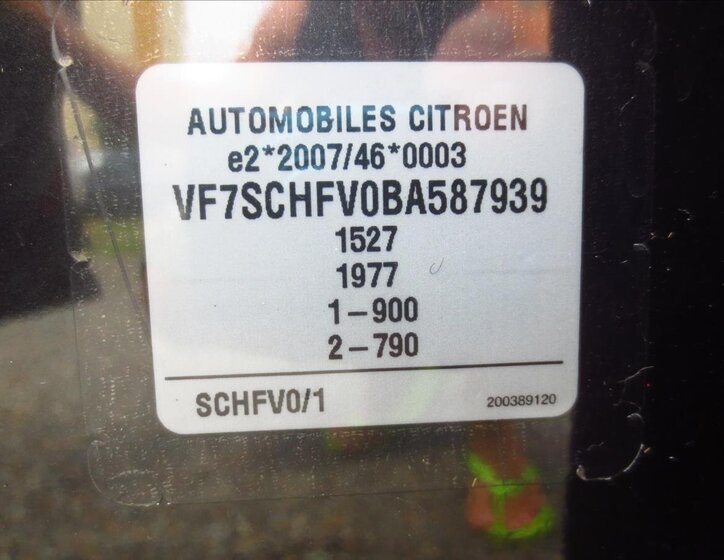 AUTOMOBILES CITROEN
e2*2007/46*0003
VF7SCHFV0BA587939
1527
1977
1-900
2-790
SCHFV0/1
200389120